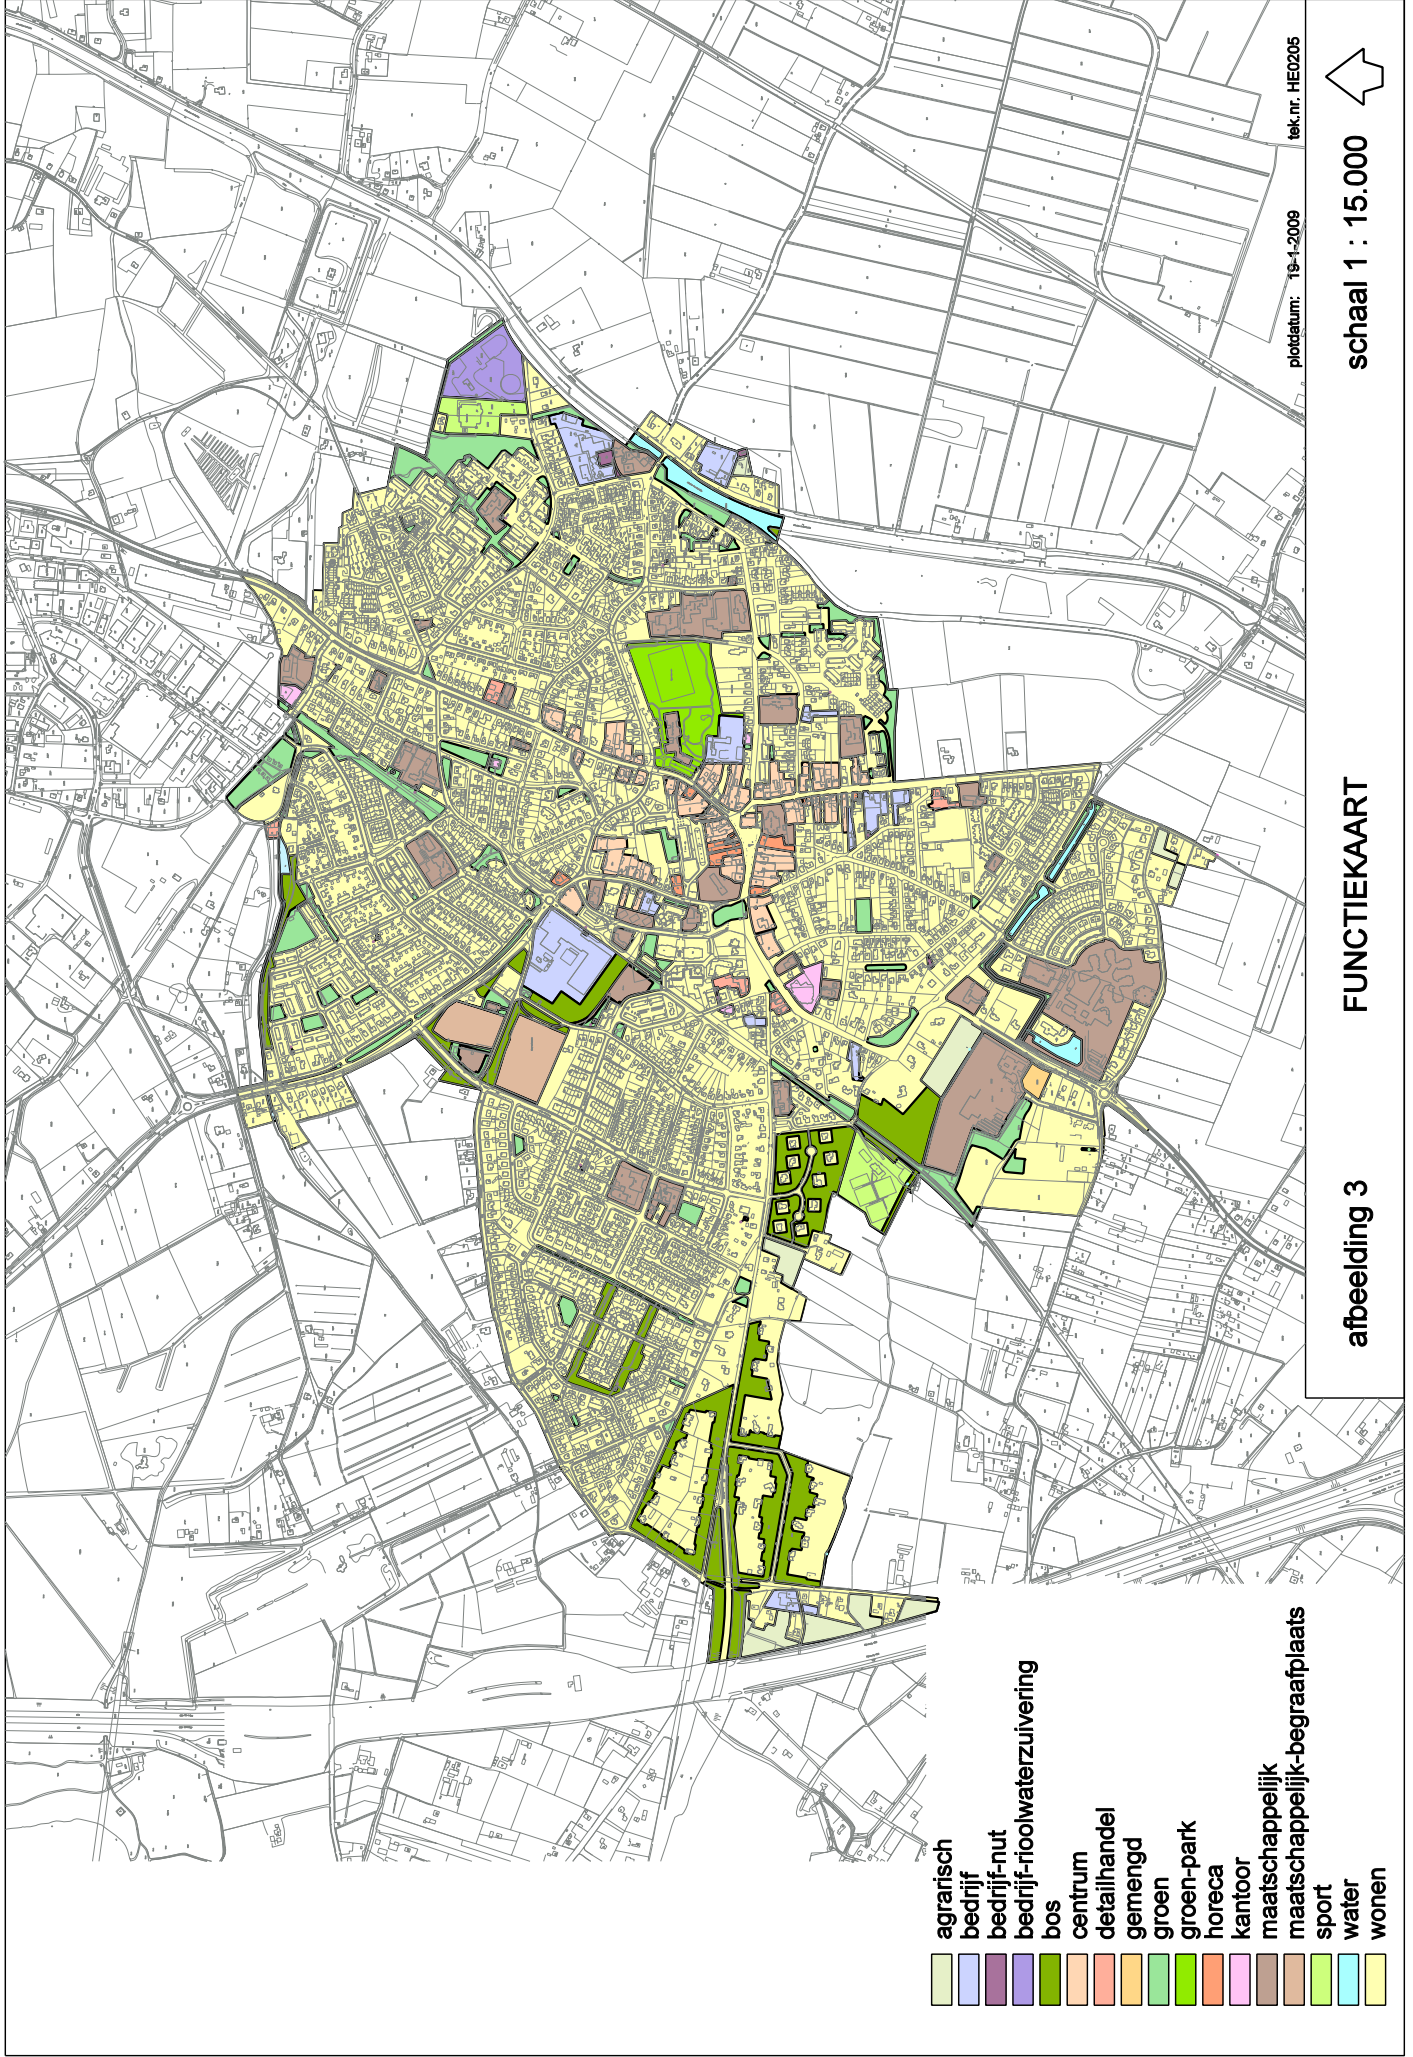 agrarisch
bedrijf
bedrijf-nut
bedrijf-rioolwaterzuivering
bos
centrum
detailhandel
gemengd
groen
groen-park
horeca
kantoor
maatschappelijk
maatschappelijk-begraafplaats
sport
water
wonen
plotdatum: 19-1-2009 tek.nr. HE0205
afbeelding 3 FUNCTIEKAART schaal 1 : 15.000